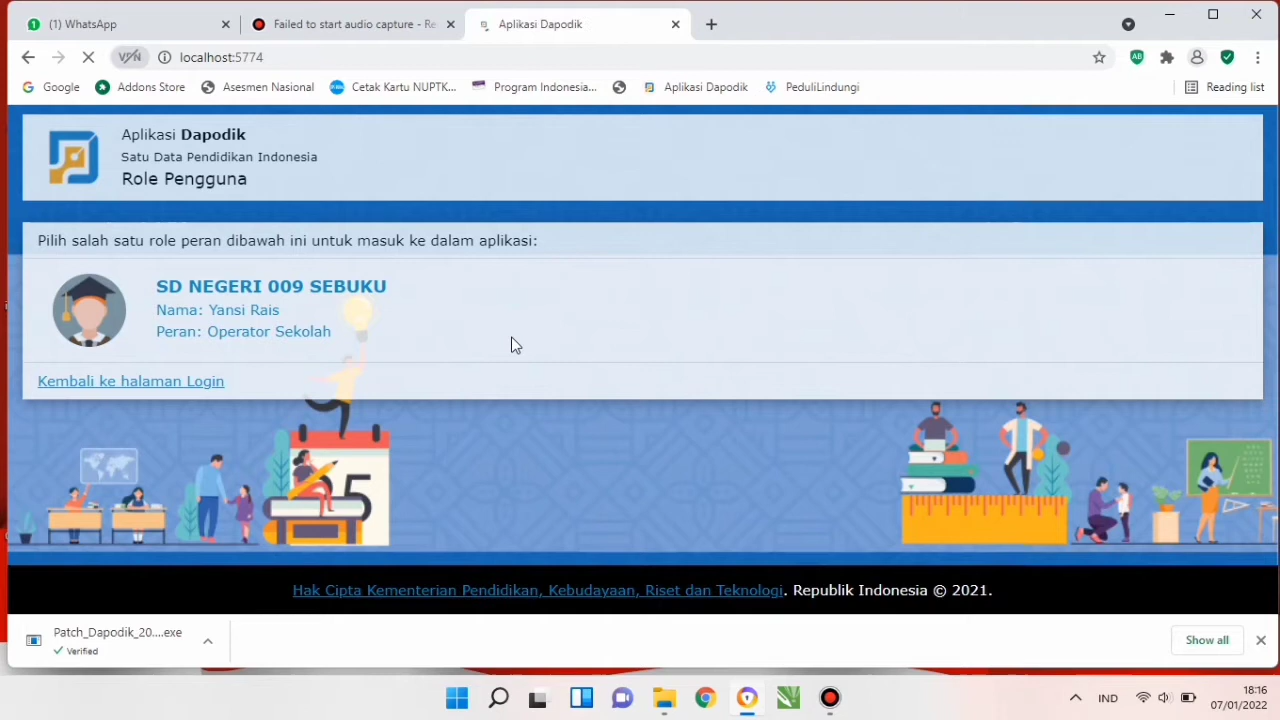 (1) WhatsApp
Failed to start audio capture - Re
Aplikasi Dapodik
VPN
localhost:5774
Google
Addons Store
Asesmen Nasional
Cetak Kartu NUPTK...
Program Indonesia...
Aplikasi Dapodik
PeduliLindungi
Reading list
Aplikasi Dapodik
Satu Data Pendidikan Indonesia
Role Pengguna
Pilih salah satu role peran dibawah ini untuk masuk ke dalam aplikasi:
SD NEGERI 009 SEBUKU
Nama: Yansi Rais
Peran: Operator Sekolah
Kembali ke halaman Login
Hak Cipta Kementerian Pendidikan, Kebudayaan, Riset dan Teknologi. Republik Indonesia © 2021.
Patch_Dapodik_20....exe
Verified
Show all
IND
18:16
07/01/2022